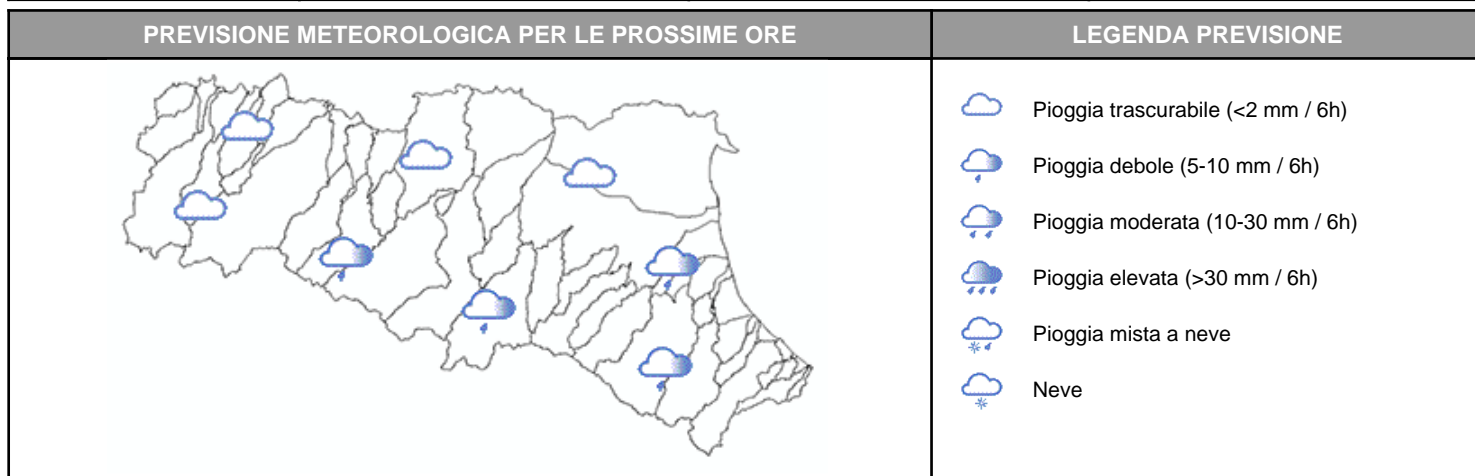 PREVISIONE METEOROLOGICA PER LE PROSSIME ORE
LEGENDA PREVISIONE
Pioggia trascurabile (<2 mm / 6h)
Pioggia debole (5-10 mm / 6h)
Pioggia moderata (10-30 mm / 6h)
Pioggia elevata (>30 mm / 6h)
Pioggia mista a neve
Neve